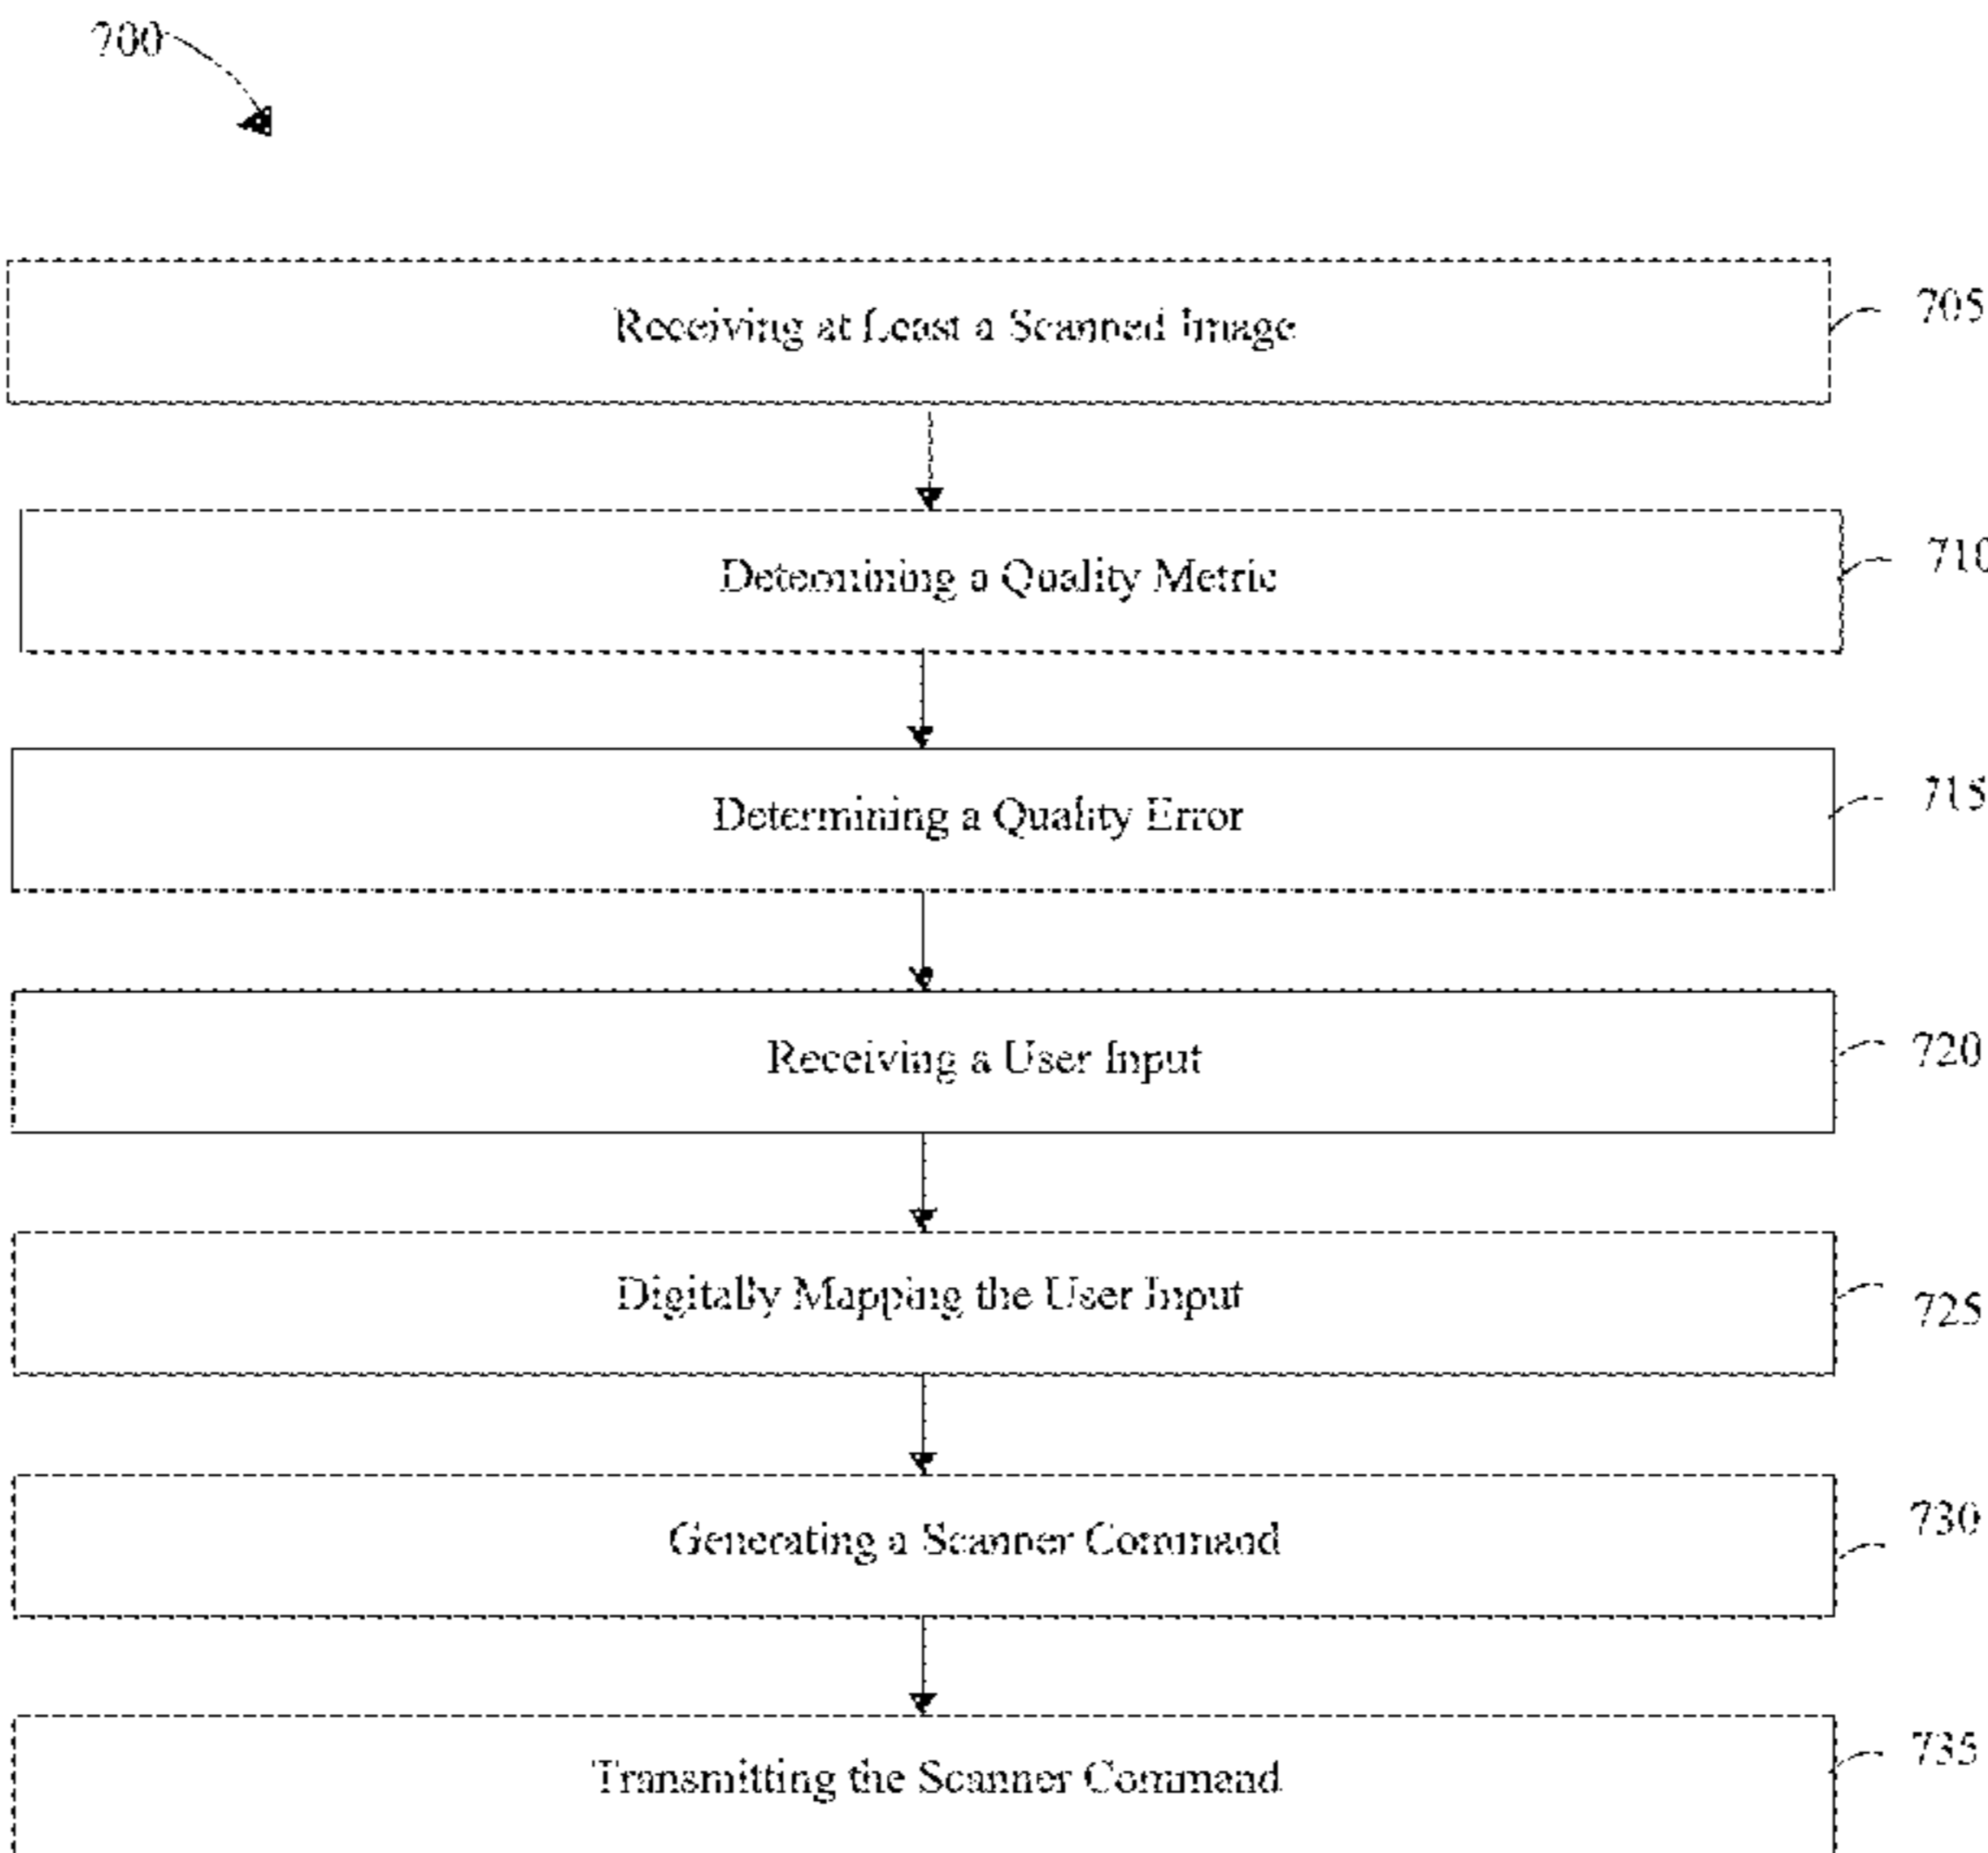 700
Receiving at Least a Scanned Image
705
Determining a Quality Metric
710
Determining a Quality Error
715
Receiving a User Input
720
Digitally Mapping the User Input
725
Generating a Scanner Command
730
Transmitting the Scanner Command
735